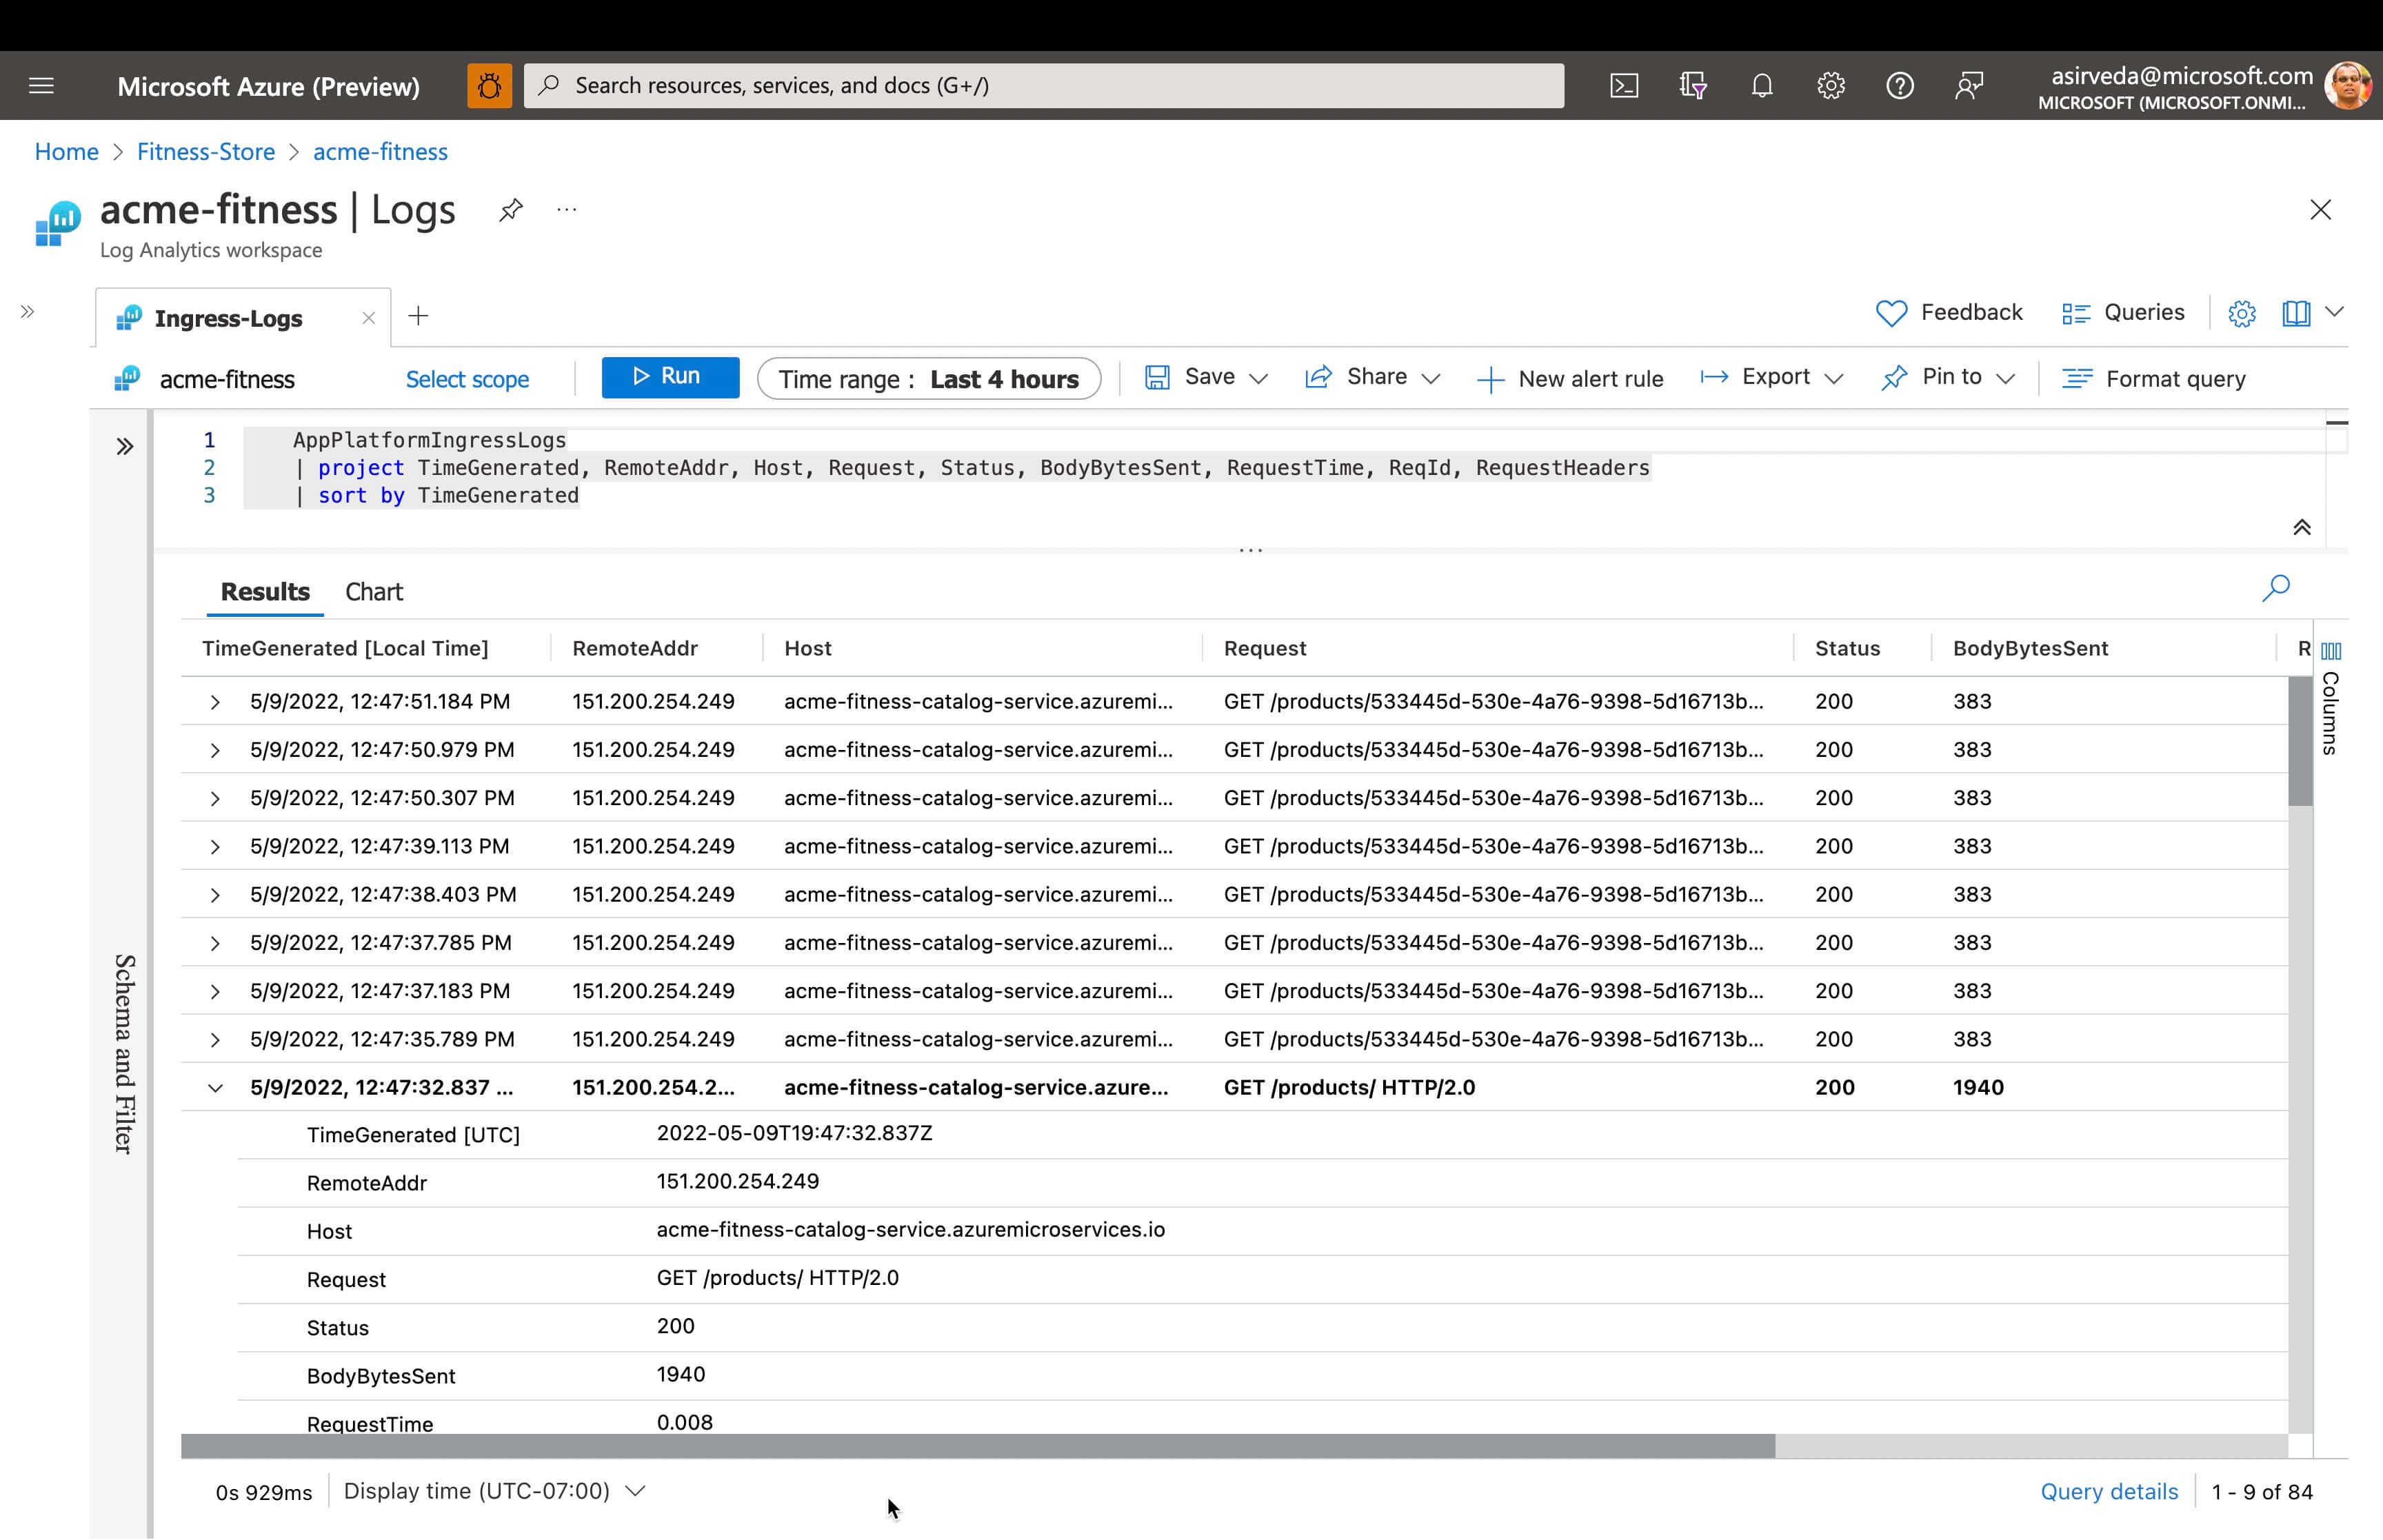 Microsoft Azure (Preview)
Search resources, services, and docs (G+/)
asirveda@microsoft.com
MICROSOFT (MICROSOFT.ONMI...
Home > Fitness-Store > acme-fitness
acme-fitness | Logs ...
Log Analytics workspace
Ingress-Logs
Feedback Queries
acme-fitness Select scope Run Time range : Last 4 hours Save Share New alert rule Export Pin to Format query
1 AppPlatformIngressLogs
2 | project TimeGenerated, RemoteAddr, Host, Request, Status, BodyBytesSent, RequestTime, ReqId, RequestHeaders
3 | sort by TimeGenerated
...
Schema and Filter
Results Chart
TimeGenerated [Local Time] RemoteAddr Host Request Status BodyBytesSent R
Columns
5/9/2022, 12:47:51.184 PM 151.200.254.249 acme-fitness-catalog-service.azuremi... GET /products/533445d-530e-4a76-9398-5d16713b... 200 383
5/9/2022, 12:47:50.979 PM 151.200.254.249 acme-fitness-catalog-service.azuremi... GET /products/533445d-530e-4a76-9398-5d16713b... 200 383
5/9/2022, 12:47:50.307 PM 151.200.254.249 acme-fitness-catalog-service.azuremi... GET /products/533445d-530e-4a76-9398-5d16713b... 200 383
5/9/2022, 12:47:39.113 PM 151.200.254.249 acme-fitness-catalog-service.azuremi... GET /products/533445d-530e-4a76-9398-5d16713b... 200 383
5/9/2022, 12:47:38.403 PM 151.200.254.249 acme-fitness-catalog-service.azuremi... GET /products/533445d-530e-4a76-9398-5d16713b... 200 383
5/9/2022, 12:47:37.785 PM 151.200.254.249 acme-fitness-catalog-service.azuremi... GET /products/533445d-530e-4a76-9398-5d16713b... 200 383
5/9/2022, 12:47:37.183 PM 151.200.254.249 acme-fitness-catalog-service.azuremi... GET /products/533445d-530e-4a76-9398-5d16713b... 200 383
5/9/2022, 12:47:35.789 PM 151.200.254.249 acme-fitness-catalog-service.azuremi... GET /products/533445d-530e-4a76-9398-5d16713b... 200 383
5/9/2022, 12:47:32.837 ... 151.200.254.2... acme-fitness-catalog-service.azure... GET /products/ HTTP/2.0 200 1940
TimeGenerated [UTC] 2022-05-09T19:47:32.837Z
RemoteAddr 151.200.254.249
Host acme-fitness-catalog-service.azuremicroservices.io
Request GET /products/ HTTP/2.0
Status 200
BodyBytesSent 1940
RequestTime 0.008
0s 929ms Display time (UTC-07:00) Query details 1 - 9 of 84